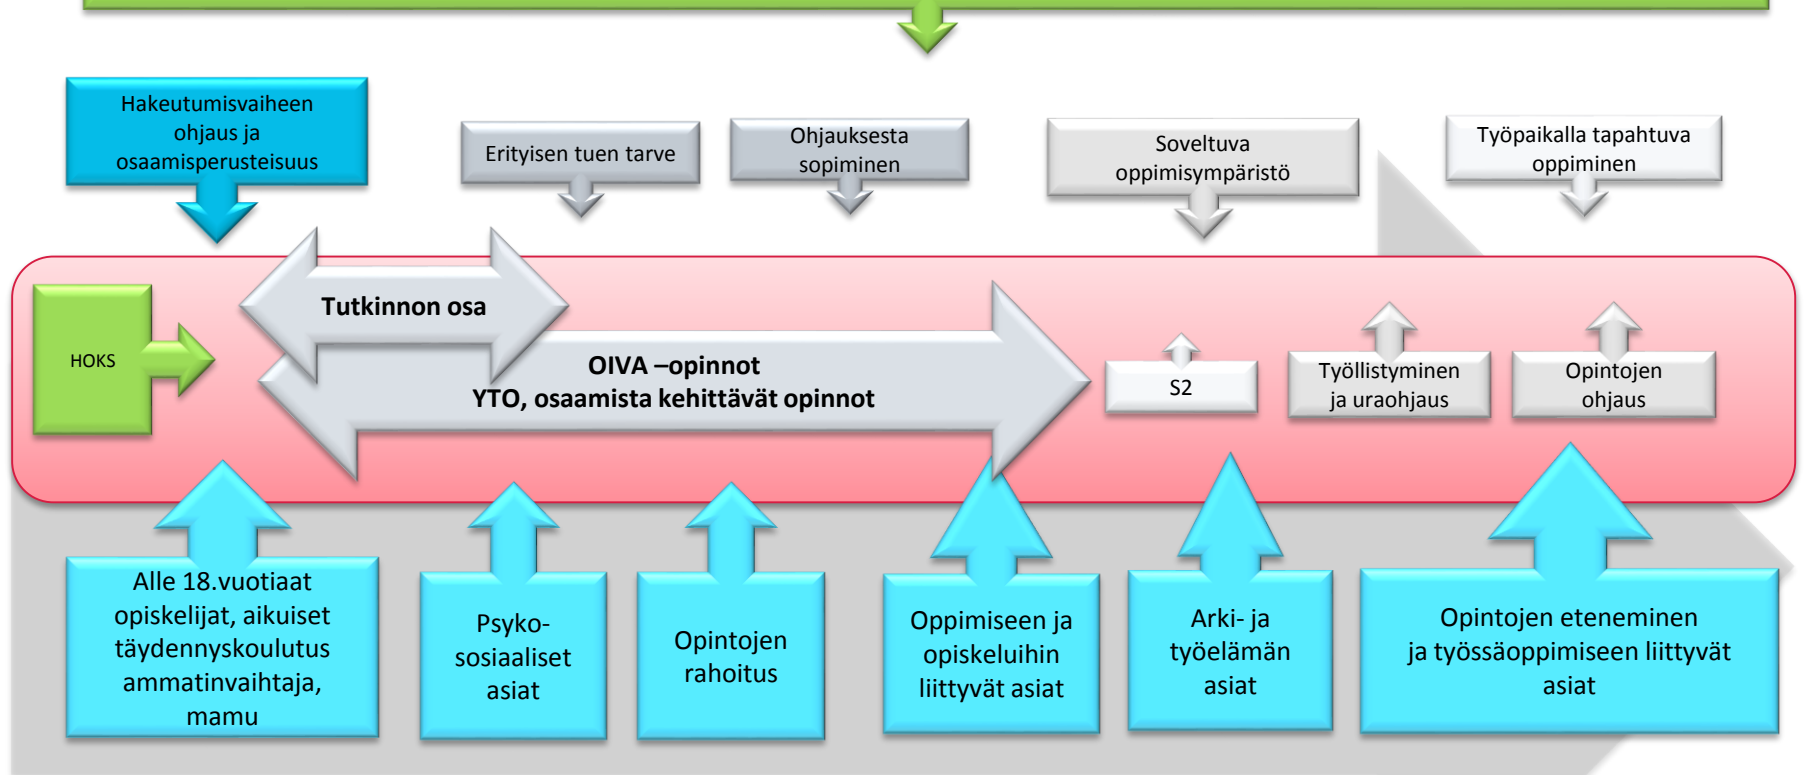 Hakeutumisvaiheen
ohjaus ja
osaamisperusteisuus
Erityisen tuen tarve
Ohjauksesta
sopiminen
Soveltuva
oppimisympäristö
Työpaikalla tapahtuva
oppiminen
HOKS
Tutkinnon osa
OIVA –opinnot
YTO, osaamista kehittävät opinnot
S2
Työllistyminen
ja uraohjaus
Opintojen
ohjaus
Alle 18.vuotiaat
opiskelijat, aikuiset
täydennyskoulutus
ammatinvaihtaja,
mamu
Psyko-
sosiaaliset
asiat
Opintojen
rahoitus
Oppimiseen ja
opiskeluihin
liittyvät asiat
Arki- ja
työelämän
asiat
Opintojen eteneminen
ja työssäoppimiseen liittyvät
asiat